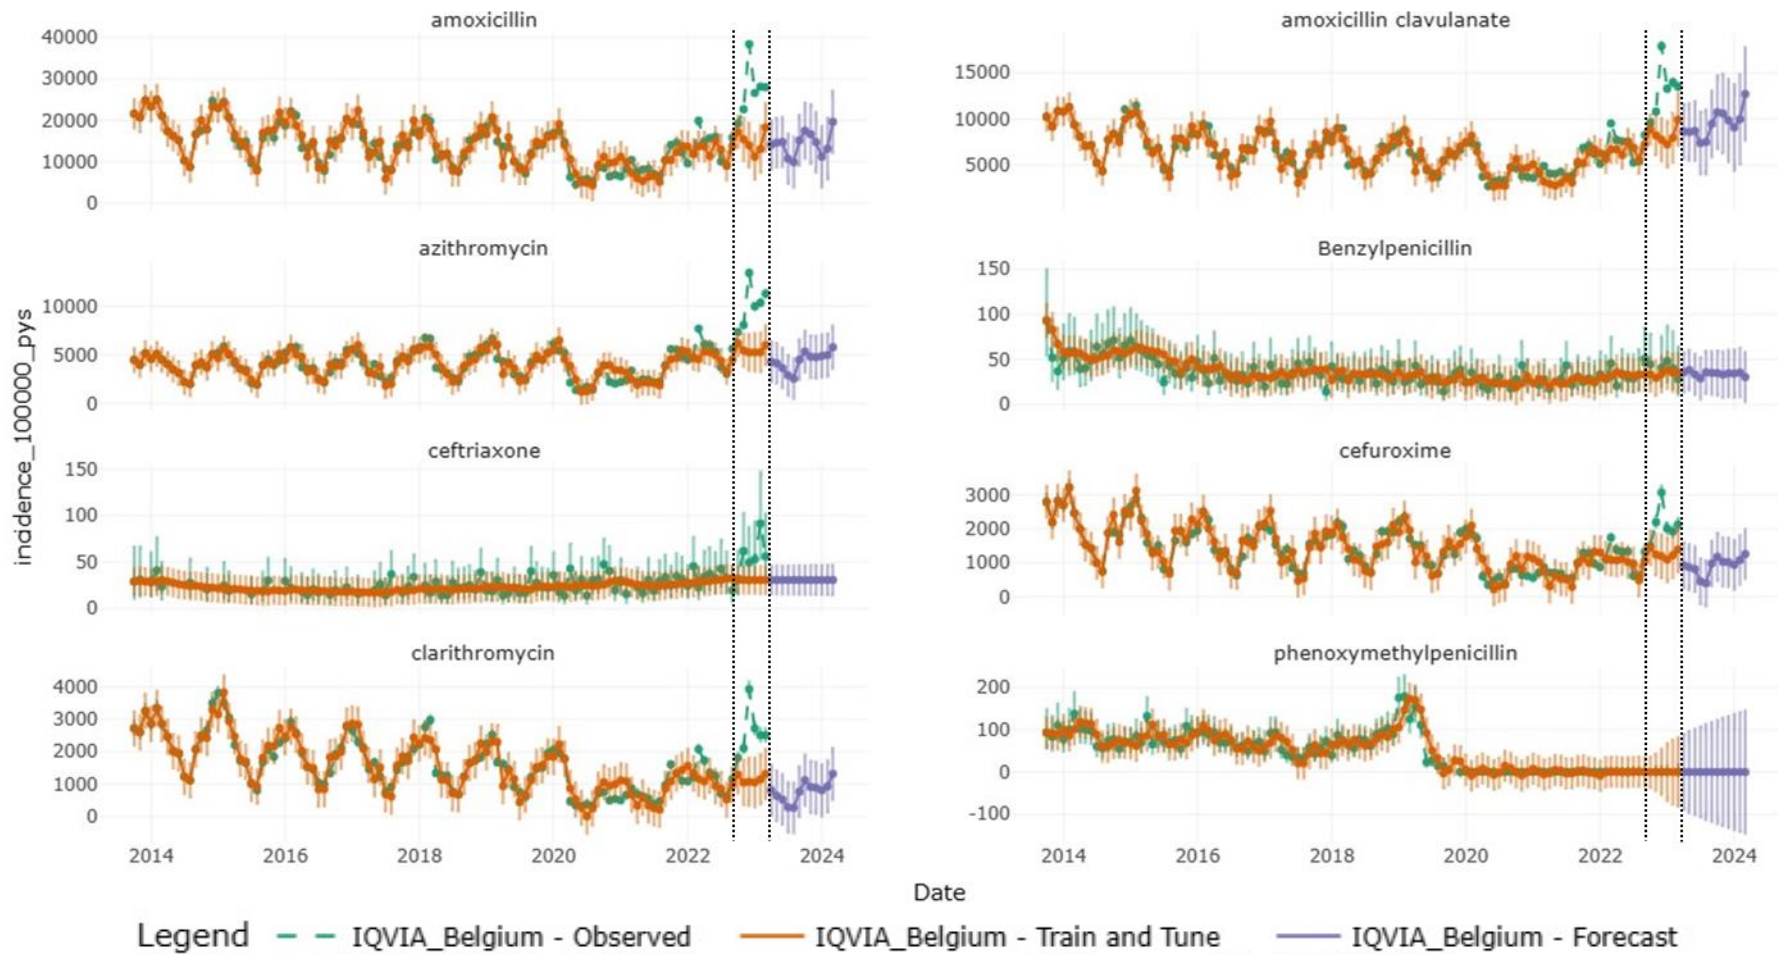 amoxicillin
40000
30000
20000
10000
0
amoxicillin clavulanate
15000
10000
5000
azithromycin
10000
5000
0
Benzylpenicillin
150
100
50
0
ceftriaxone
150
100
50
0
cefuroxime
3000
2000
1000
0
clarithromycin
4000
3000
2000
1000
0
phenoxymethylpenicillin
200
100
0
-100
2014 2016 2018 2020 2022 2024
2014 2016 2018 2020 2022 2024
incidence_100000_pys
Date
Legend IQVIA_Belgium - Observed IQVIA_Belgium - Train and Tune IQVIA_Belgium - Forecast